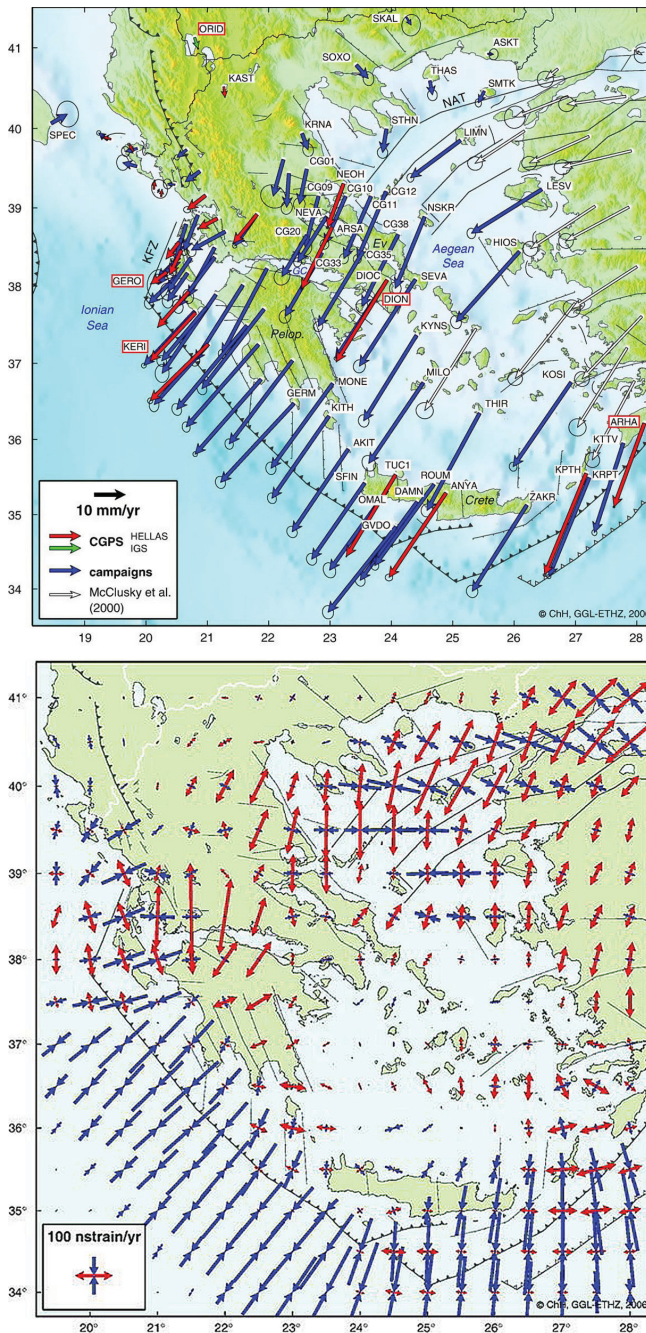 SKAL
41
ORID
ASKT
SOXO
THAS
KAST
SMTK
NAT
SPEC
40
KRNA
STHN
LIMN
CG01
NEOH
CG09
CG10
CG12
LESV
39
NEVA
CG11
NSKR
CG20
ARSA
CG38
KFZ
Ev
Aegean
Sea
HIOS
CG33
CG35
GC
DIOC
SEVA
GERO
38
DION
Ionian
Sea
Pelop.
KYNS
KERI
37
MONE
MILO
KOSI
GERM
THIR
ARHA
KITH
36
AKIT
KTTV
SFIN
TUC1
ROUM
KPTH
KRPT
OMAL
DAMN
ANÝA
ŽAKR
Crete
35
GVDO
10 mm/yr
CGPS
HELLAS
IGS
campaigns
McClusky et al.
(2000)
34
© ChH, GGL-ETHZ, 2006
19 20 21 22 23 24 25 26 27 28
41°
40°
39°
38°
37°
36°
35°
100 nstrain/yr
34°
© ChH, GGL-ETHZ, 2006
20° 21° 22° 23° 24° 25° 26° 27° 28°